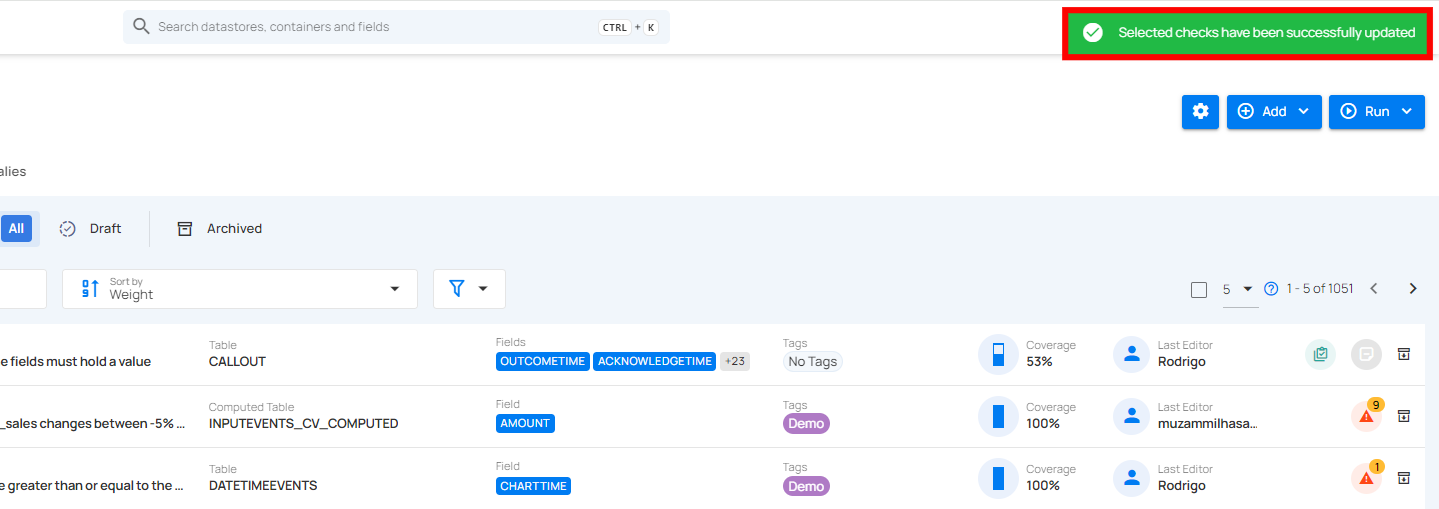 Search datastores, containers and fields CTRL + K
Selected checks have been successfully updated
Add Run
alies
All Draft Archived
Sort by
Weight
5 1 - 5 of 1051
e fields must hold a value
Table
CALLOUT
Fields
OUTCOMETIME ACKNOWLEDGETIME +23
Tags
No Tags
Coverage
53%
Last Editor
Rodrigo
_sales changes between -5% ...
Computed Table
INPUTEVENTS_CV_COMPUTED
Field
AMOUNT
Tags
Demo
Coverage
100%
Last Editor
muzammilhasa...
9
e greater than or equal to the ...
Table
DATETIMEEVENTS
Field
CHARTTIME
Tags
Demo
Coverage
100%
Last Editor
Rodrigo
1